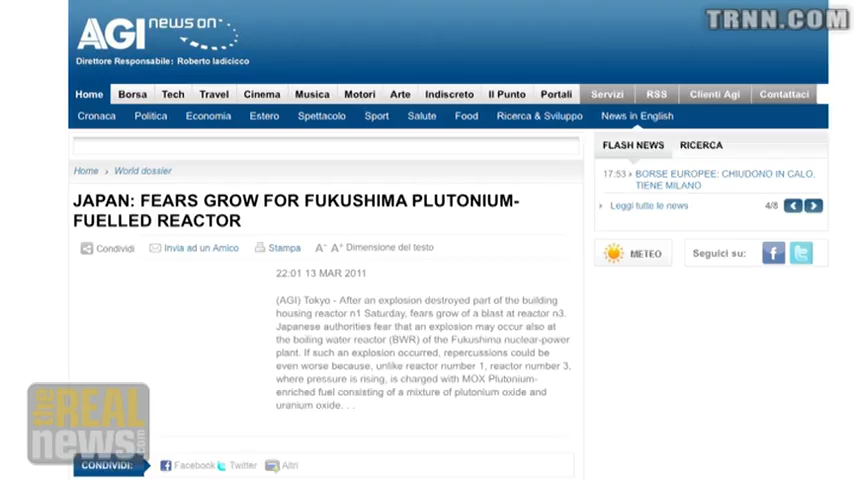 TRNN.COM
AGI news on
Direttore Responsabile: Roberto Iadicicco
Home Borsa Tech Travel Cinema Musica Motori Arte Indiscreto Il Punto Portali Servizi RSS Clienti Agi Contattaci
Cronaca Politica Economia Estero Spettacolo Sport Salute Food Ricerca & Sviluppo News in English
FLASH NEWS RICERCA
17:53 BORSE EUROPEE: CHIUDONO IN CALO,
TIENE MILANO
Leggi tutte le news 4/8
METEO Seguici su:
Home › World dossier
JAPAN: FEARS GROW FOR FUKUSHIMA PLUTONIUM-
FUELLED REACTOR
Condividi Invia ad un Amico Stampa A- A+ Dimensione del testo
22:01 13 MAR 2011
(AGI) Tokyo - After an explosion destroyed part of the building
housing reactor n1 Saturday, fears grow of a blast at reactor n3.
Japanese authorities fear that an explosion may occur also at
the boiling water reactor (BWR) of the Fukushima nuclear-power
plant. If such an explosion occurred, repercussions could be
even worse because, unlike reactor number 1, reactor number 3,
where pressure is rising, is charged with MOX Plutonium-
enriched fuel consisting of a mixture of plutonium oxide and
uranium oxide. . .
the REAL
news.com
CONDIVIDI: Facebook Twitter Altri